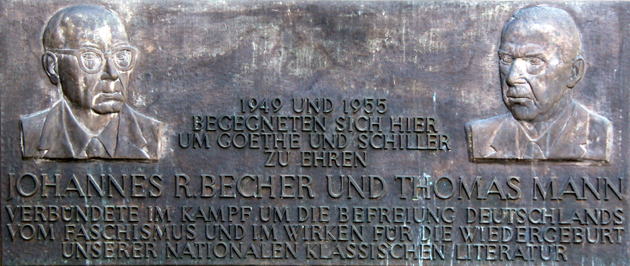 1949 UND 1955
BEGEGNETEN SICH HIER
UM GOETHE UND SCHILLER
ZU EHREN
JOHANNES R. BECHER UND THOMAS MANN
VERBÜNDETE IM KAMPF UM DIE BEFREIUNG DEUTSCHLANDS
VOM FASCHISMUS UND IM WIRKEN FÜR DIE WIEDERGEBURT
UNSERER NATIONALEN KLASSISCHEN LITERATUR